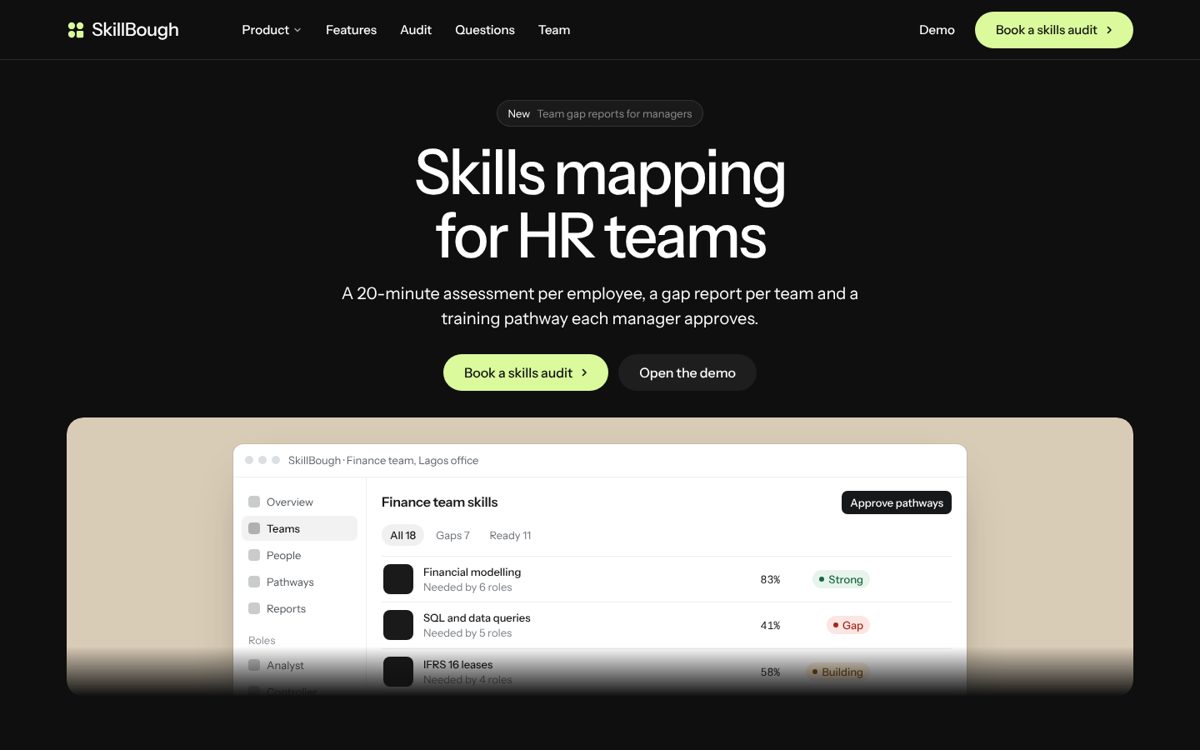 SkillBough
Product
Features
Audit
Questions
Team
Demo
Book a skills audit
New Team gap reports for managers
Skills mapping
for HR teams
A 20-minute assessment per employee, a gap report per team and a
training pathway each manager approves.
Book a skills audit
Open the demo
SkillBough · Finance team, Lagos office
Overview
Teams
People
Pathways
Reports
Roles
Analyst
Controller
Finance team skills
Approve pathways
All 18
Gaps 7
Ready 11
Financial modelling
Needed by 6 roles
83%
Strong
SQL and data queries
Needed by 5 roles
41%
Gap
IFRS 16 leases
Needed by 4 roles
58%
Building